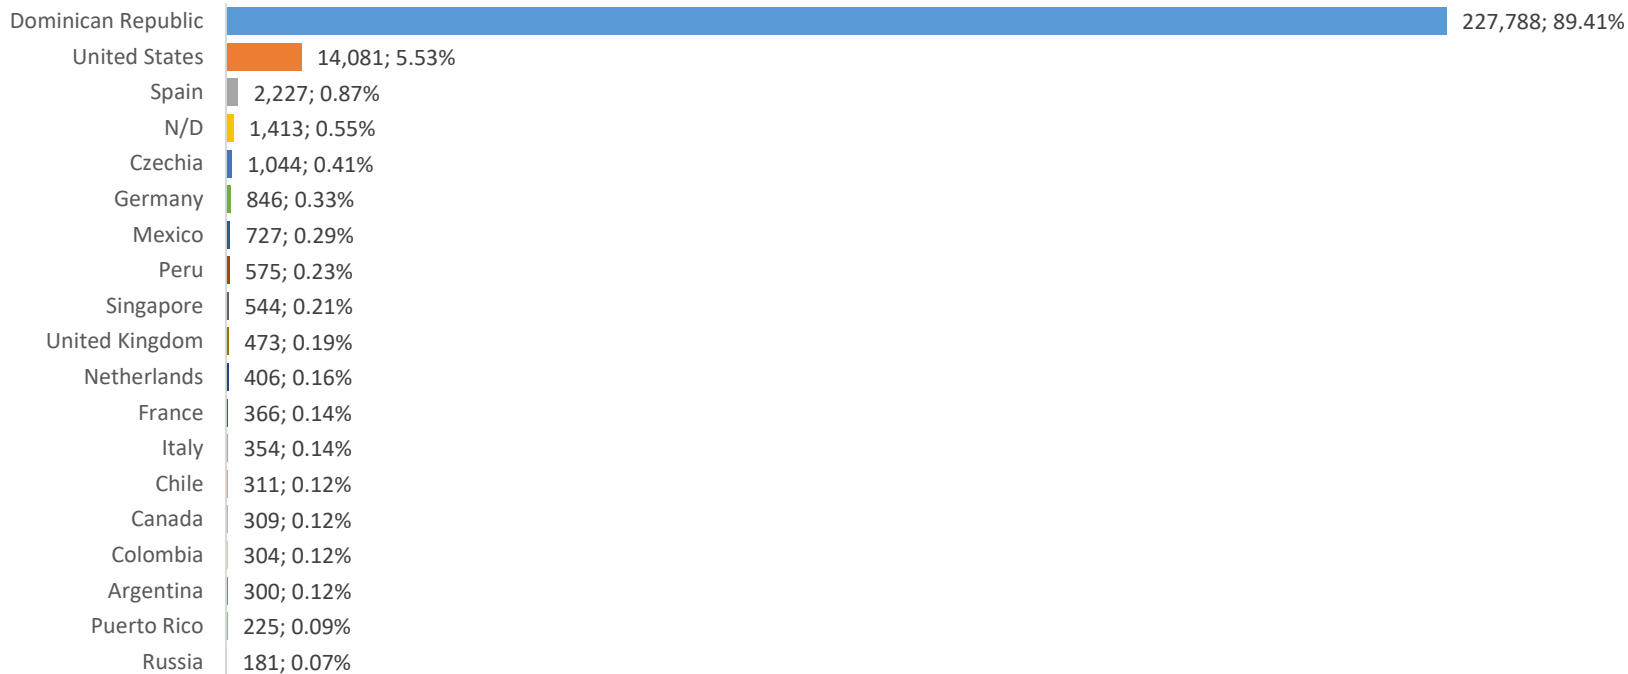 Dominican Republic 227,788; 89.41%
United States 14,081; 5.53%
Spain 2,227; 0.87%
N/D 1,413; 0.55%
Czechia 1,044; 0.41%
Germany 846; 0.33%
Mexico 727; 0.29%
Peru 575; 0.23%
Singapore 544; 0.21%
United Kingdom 473; 0.19%
Netherlands 406; 0.16%
France 366; 0.14%
Italy 354; 0.14%
Chile 311; 0.12%
Canada 309; 0.12%
Colombia 304; 0.12%
Argentina 300; 0.12%
Puerto Rico 225; 0.09%
Russia 181; 0.07%